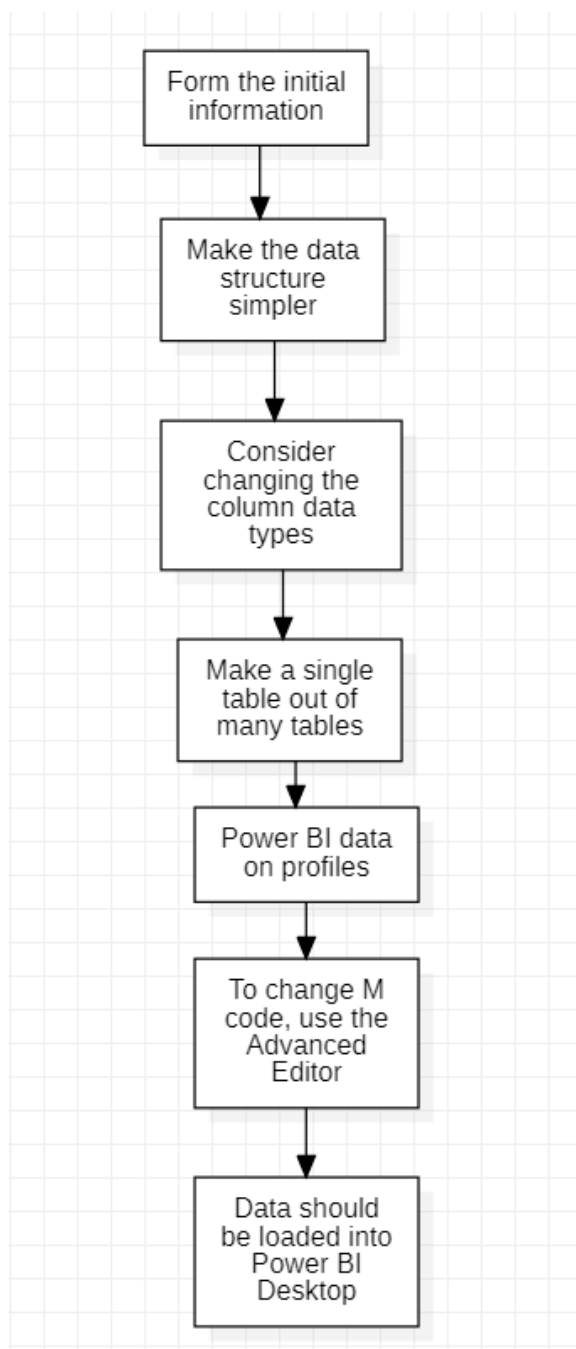 Form the initial
information
Make the data
structure
simpler
Consider
changing the
column data
types
Make a single
table out of
many tables
Power BI data
on profiles
To change M
code, use the
Advanced
Editor
Data should
be loaded into
Power BI
Desktop